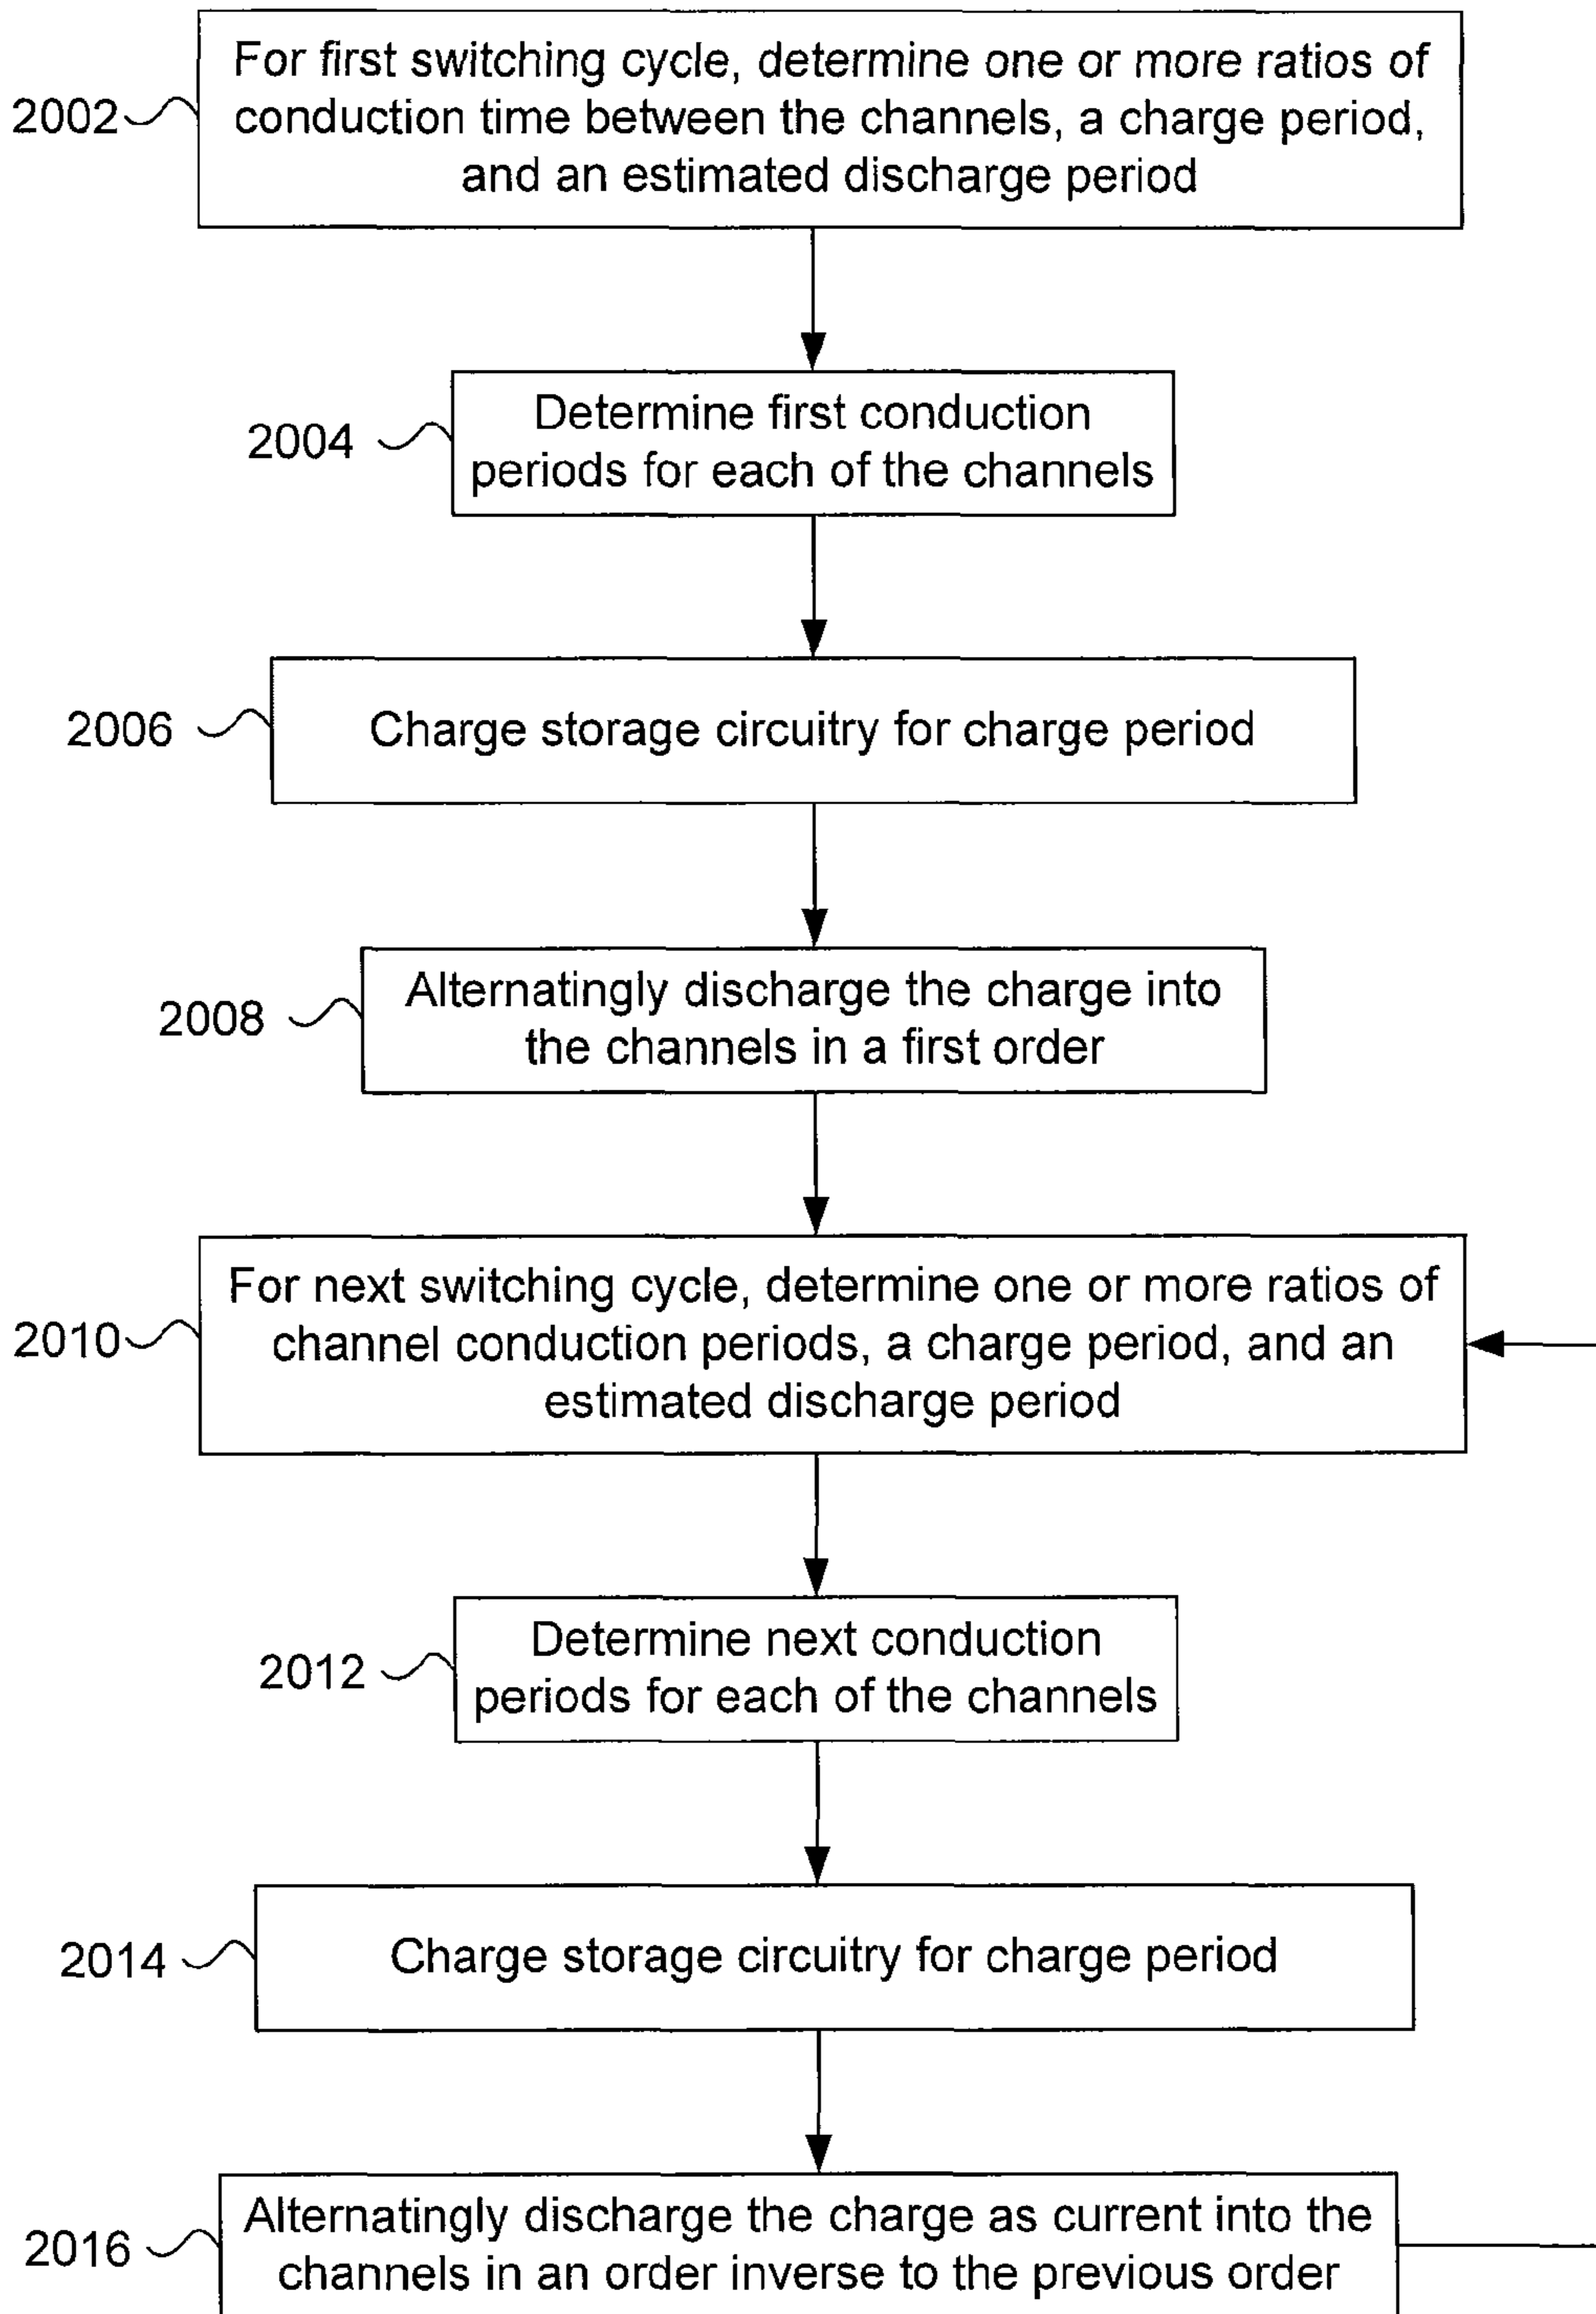 For first switching cycle, determine one or more ratios of
2002
conduction time between the channels, a charge period,
and an estimated discharge period
Determine first conduction
2004
periods for each of the channels
2006
Charge storage circuitry for charge period
Alternatingly discharge the charge into
2008
the channels in a first order
For next switching cycle, determine one or more ratios of
2010
channel conduction periods, a charge period, and an
estimated discharge period
Determine next conduction
2012
periods for each of the channels
2014
Charge storage circuitry for charge period
Alternatingly discharge the charge as current into the
2016
channels in an order inverse to the previous order